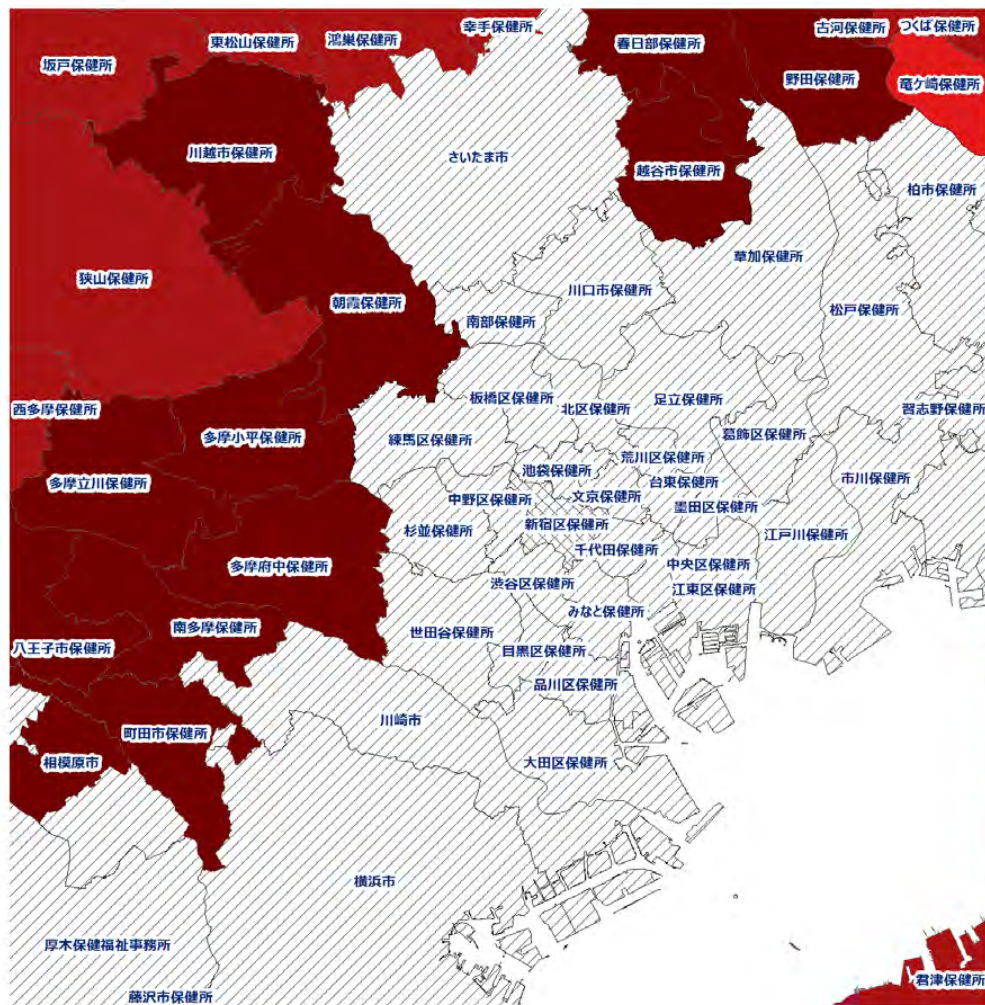 幸手保健所
古河保健所
つくば保健所
東松山保健所
鴻巣保健所
春日部保健所
坂戸保健所
野田保健所
竜ケ崎保健所
川越市保健所
さいたま市
越谷市保健所
柏市保健所
狭山保健所
草加保健所
川口市保健所
朝霞保健所
松戸保健所
南部保健所
板橋区保健所
北区保健所
足立保健所
西多摩保健所
習志野保健所
多摩小平保健所
練馬区保健所
葛飾区保健所
荒川区保健所
池袋保健所
市川保健所
多摩立川保健所
台東保健所
中野区保健所
文京保健所
墨田区保健所
杉並保健所
新宿区保健所
江戸川保健所
千代田保健所
多摩府中保健所
中央区保健所
渋谷区保健所
江東区保健所
みなと保健所
南多摩保健所
世田谷保健所
八王子市保健所
目黒区保健所
品川区保健所
川崎市
町田市保健所
相模原市
大田区保健所
横浜市
厚木保健福祉事務所
君津保健所
藤沢市保健所